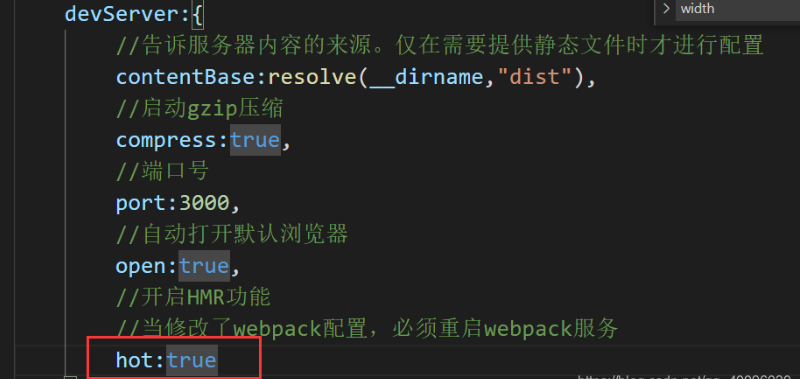 width
devServer:{
//告诉服务器内容的来源。仅在需要提供静态文件时才进行配置
contentBase:resolve(__dirname,"dist"),
//启动gzip压缩
compress:true,
//端口号
port:3000,
//自动打开默认浏览器
open:true,
//开启HMR功能
//当修改了webpack配置，必须重启webpack服务
hot:true